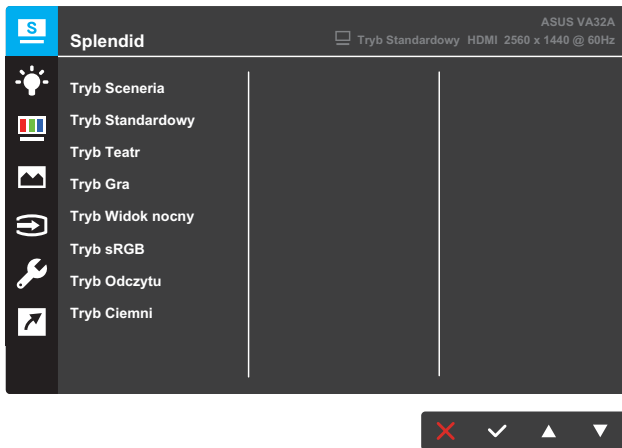 S
ASUS VA32A
Splendid
Tryb Standardowy HDMI 2560 x 1440 @ 60Hz
Tryb Sceneria
Tryb Standardowy
Tryb Teatr
Tryb Gra
Tryb Widok nocny
Tryb sRGB
Tryb Odczytu
Tryb Ciemni